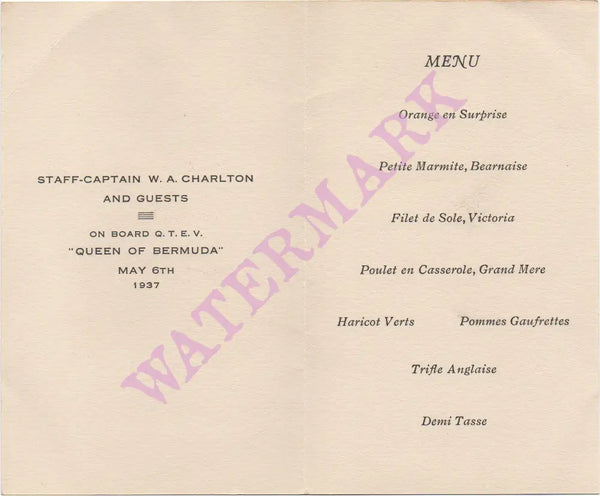 STAFF-CAPTAIN W. A. CHARLTON
AND GUESTS
ON BOARD Q. T. E. V.
"QUEEN OF BERMUDA"
MAY 6TH
1937
MENU
Orange en Surprise
Petite Marmite, Bearnaise
Filet de Sole, Victoria
Poulet en Casserole, Grand Mere
Haricot Verts Pommes Gaufrettes
Trifle Anglaise
Demi Tasse
WATERMARK